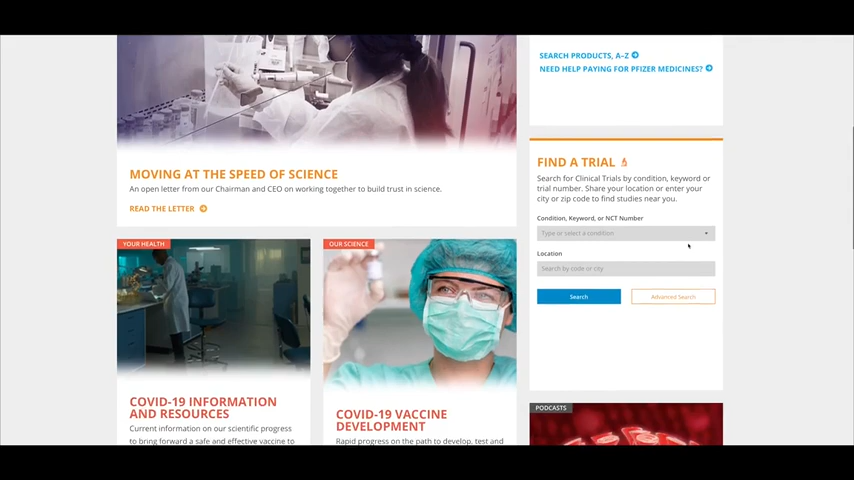 SEARCH PRODUCTS, A–Z
NEED HELP PAYING FOR PFIZER MEDICINES?
MOVING AT THE SPEED OF SCIENCE
An open letter from our Chairman and CEO on working together to build trust in science.
READ THE LETTER
FIND A TRIAL
Search for Clinical Trials by condition, keyword or
trial number. Share your location or enter your
city or zip code to find studies near you.
Condition, Keyword, or NCT Number
Type or select a condition
Location
Search by code or city
Search
Advanced Search
YOUR HEALTH
COVID-19 INFORMATION
AND RESOURCES
Current information on our scientific progress
to bring forward a safe and effective vaccine to
OUR SCIENCE
COVID-19 VACCINE
DEVELOPMENT
Rapid progress on the path to develop, test and
PODCASTS